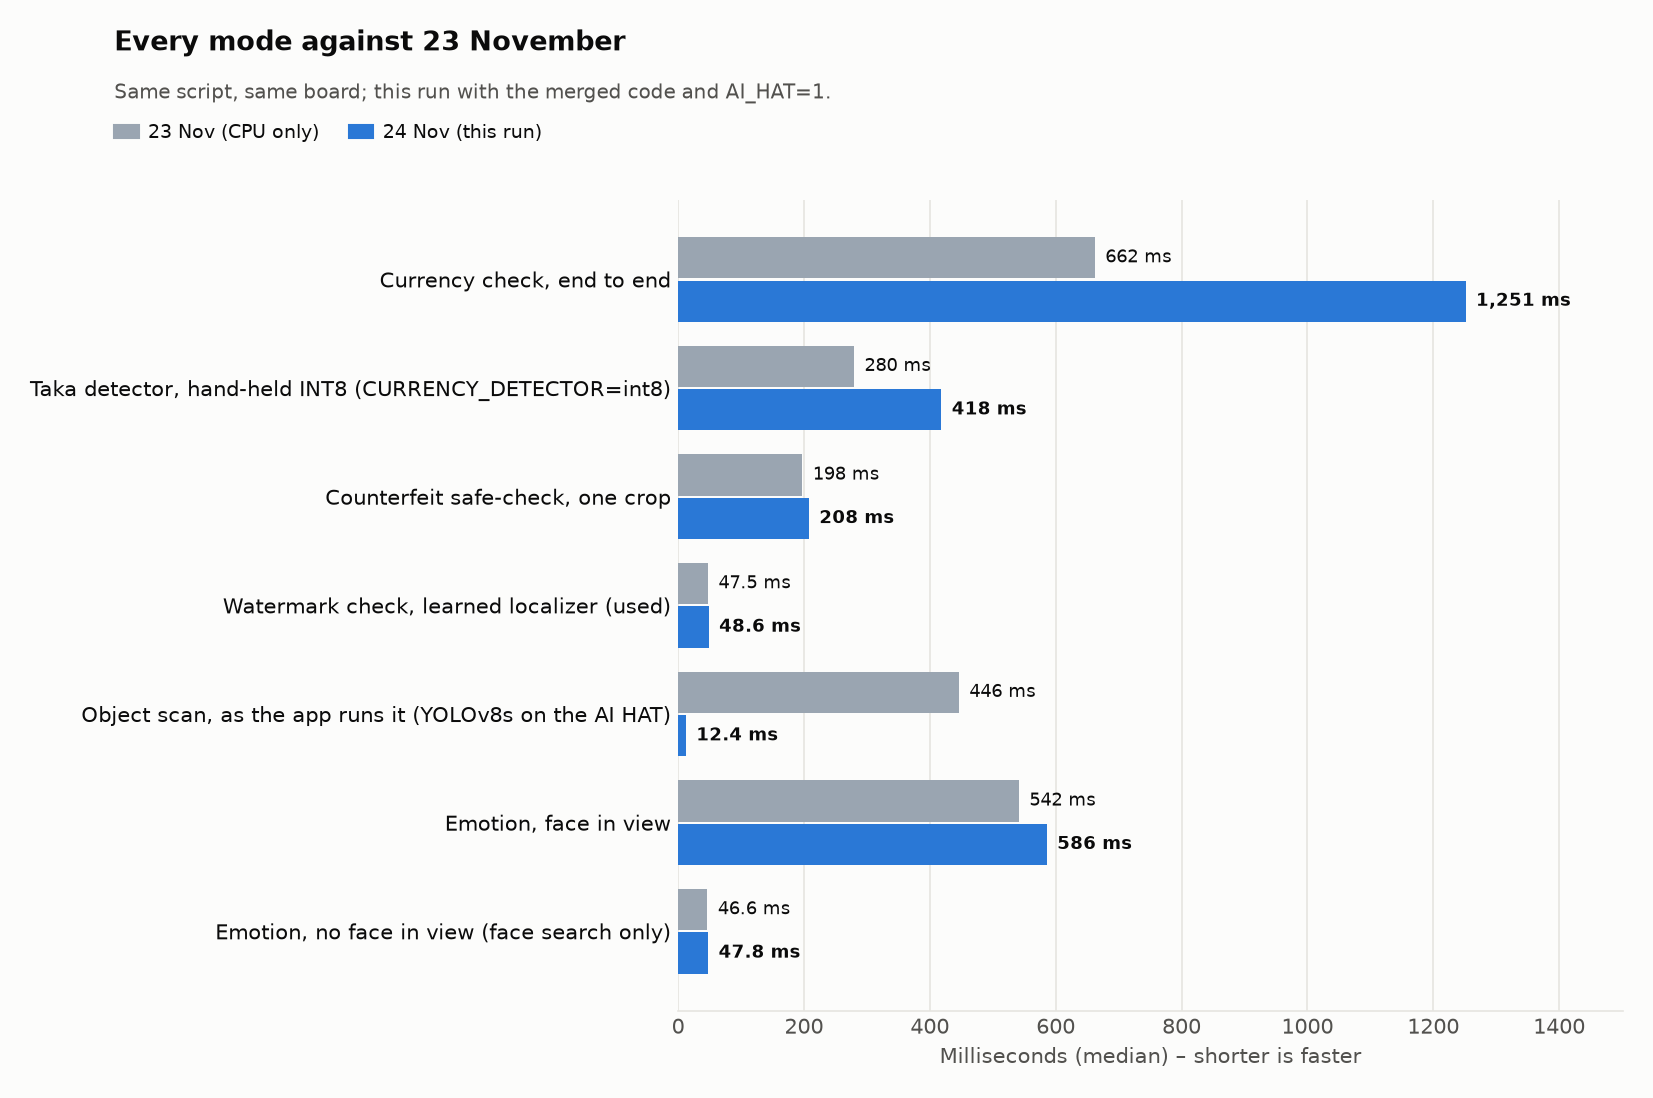 Every mode against 23 November
Same script, same board; this run with the merged code and AI_HAT=1.
23 Nov (CPU only) 24 Nov (this run)
662 ms
Currency check, end to end
1,251 ms
280 ms
Taka detector, hand-held INT8 (CURRENCY_DETECTOR=int8)
418 ms
198 ms
Counterfeit safe-check, one crop
208 ms
47.5 ms
Watermark check, learned localizer (used)
48.6 ms
446 ms
Object scan, as the app runs it (YOLOv8s on the AI HAT)
12.4 ms
542 ms
Emotion, face in view
586 ms
46.6 ms
Emotion, no face in view (face search only)
47.8 ms
0 200 400 600 800 1000 1200 1400
Milliseconds (median) – shorter is faster